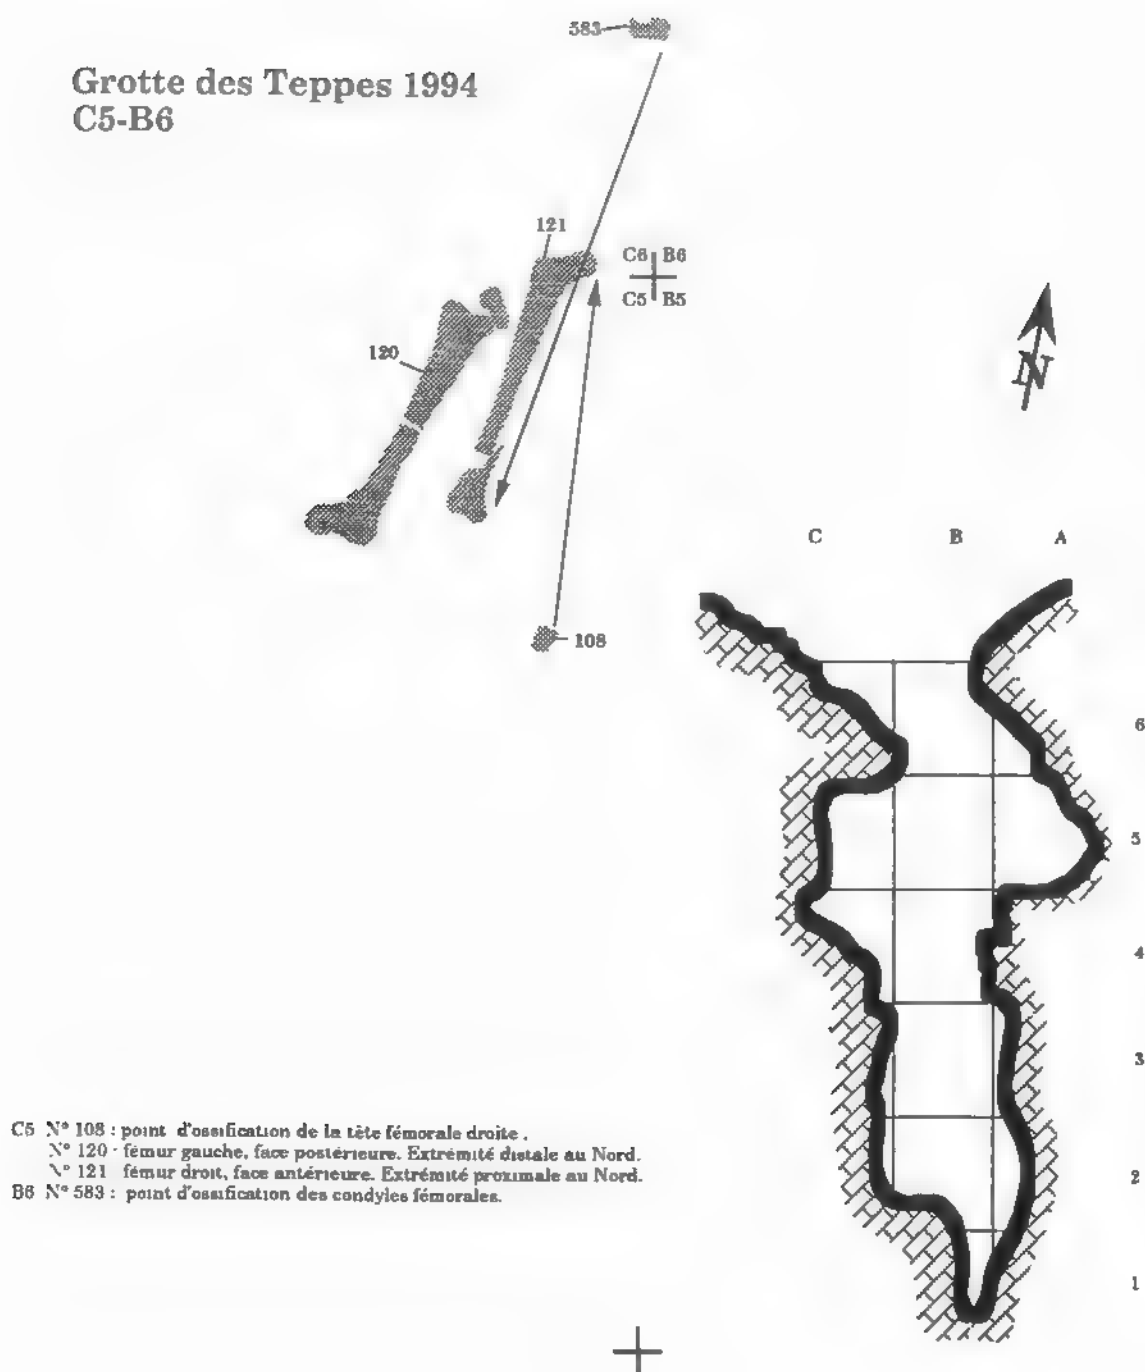 583
Grotte des Teppes 1994
C5-B6
121
C6 B6
C5 B5
120
N
108
C B A
6
5
4
3
2
1
C5 N° 108 : point d'ossification de la tête fémorale droite .
N° 120 · fémur gauche, face postérieure. Extrémité distale au Nord.
N° 121 fémur droit, face antérieure. Extrémité proximale au Nord.
B6 N° 583 : point d'ossification des condyles fémorales.